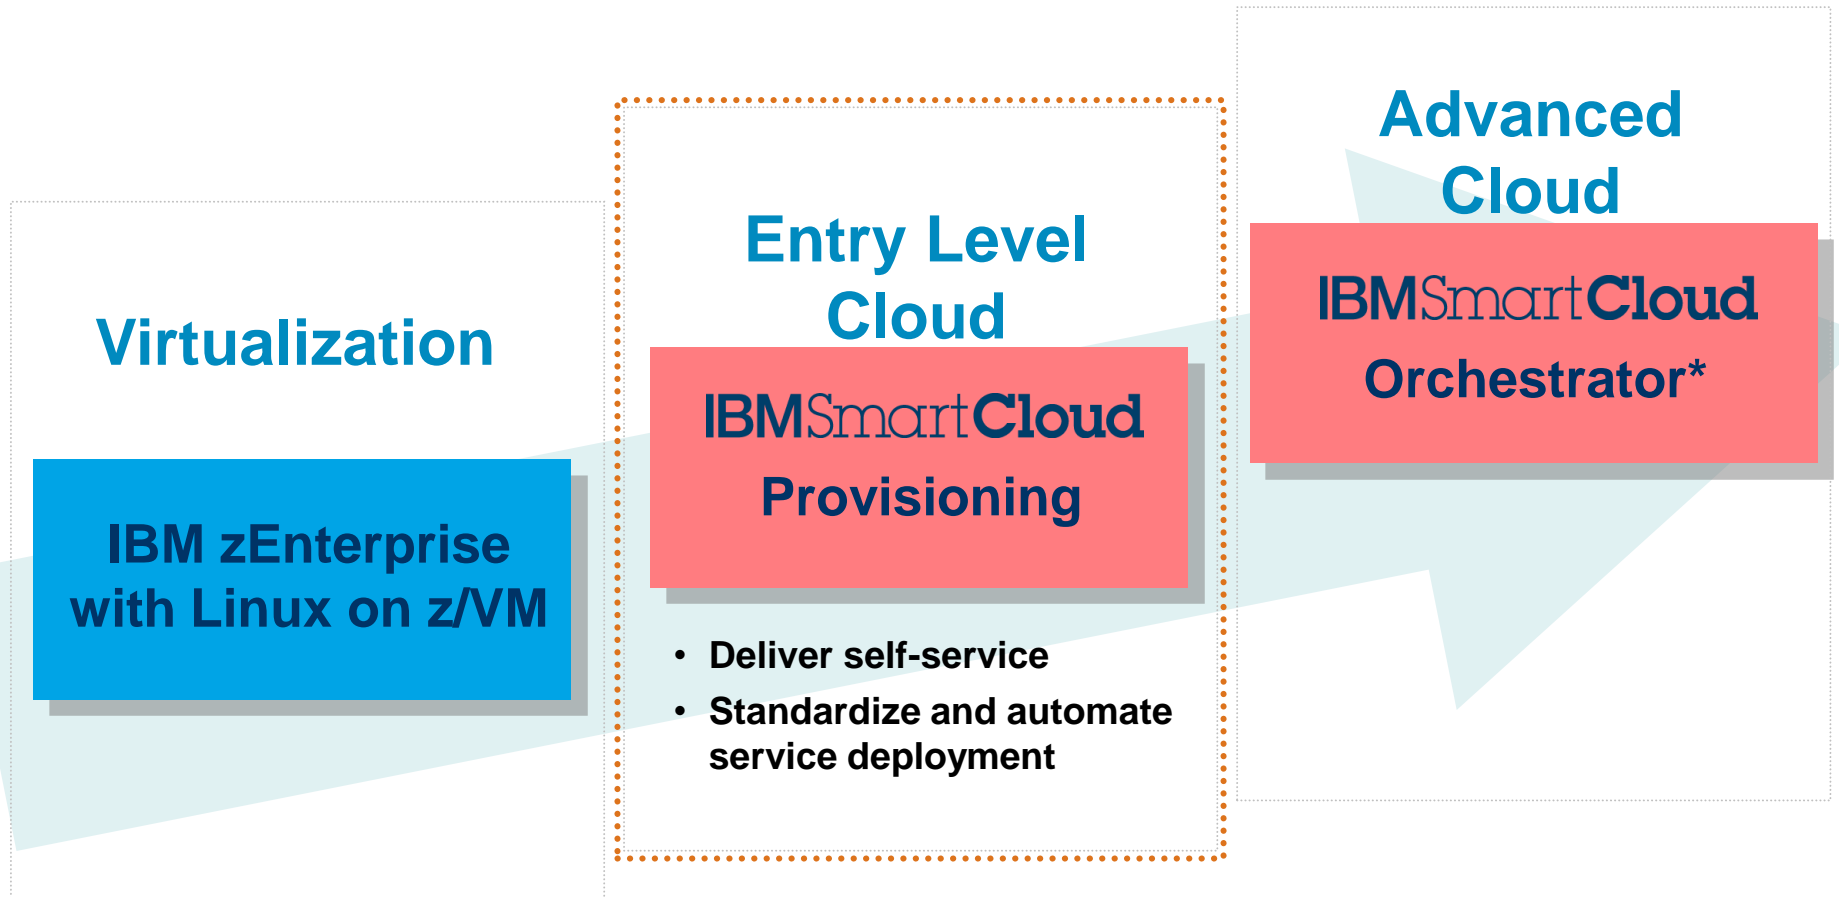 Virtualization
IBM zEnterprise
with Linux on z/VM
Entry Level
Cloud
IBMSmartCloud
Provisioning
• Deliver self-service
• Standardize and automate
service deployment
Advanced
Cloud
IBMSmartCloud
Orchestrator*